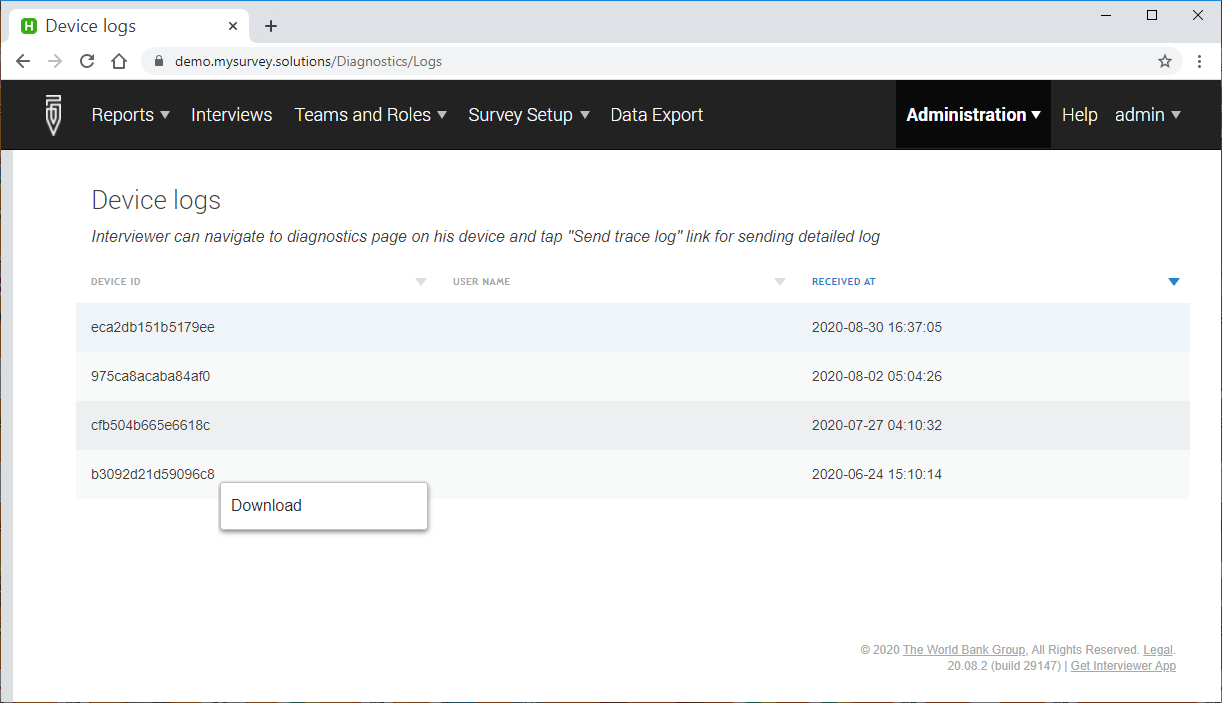 Device logs
demo.mysurvey.solutions/Diagnostics/Logs
Reports Interviews Teams and Roles Survey Setup Data Export Administration Help admin
Device logs
Interviewer can navigate to diagnostics page on his device and tap "Send trace log" link for sending detailed log
DEVICE ID USER NAME RECEIVED AT
eca2db151b5179ee 2020-08-30 16:37:05
975ca8acaba84af0 2020-08-02 05:04:26
cfb504b665e6618c 2020-07-27 04:10:32
b3092d21d59096c8 2020-06-24 15:10:14
Download
© 2020 The World Bank Group, All Rights Reserved. Legal.
20.08.2 (build 29147) | Get Interviewer App